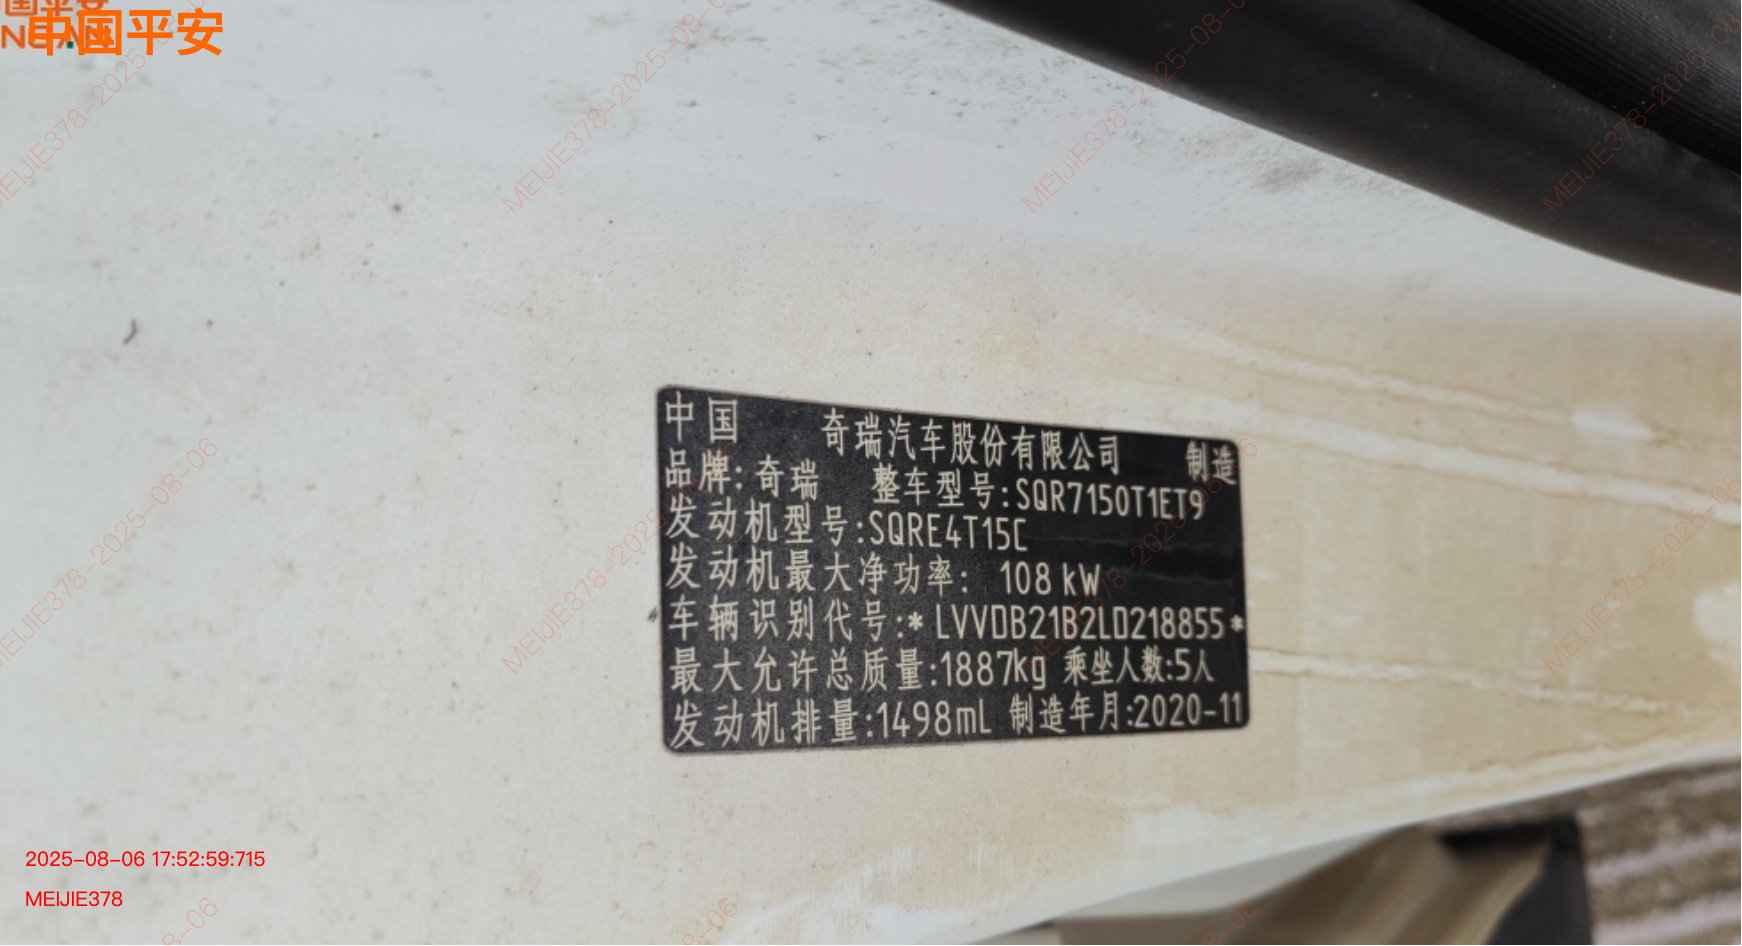 中国平安
中国 奇瑞汽车股份有限公司 制造
品牌: 奇瑞 整车型号:SQR7150T1ET9
发动机型号:SQRE4T15C
发动机最大净功率: 108 kW
车辆识别代号:* LVVDB21B2LD218855*
最大允许总质量:1887kg 乘坐人数:5人
发动机排量:1498mL 制造年月:2020-11
2025-08-06 17:52:59:715
MEIJIE378